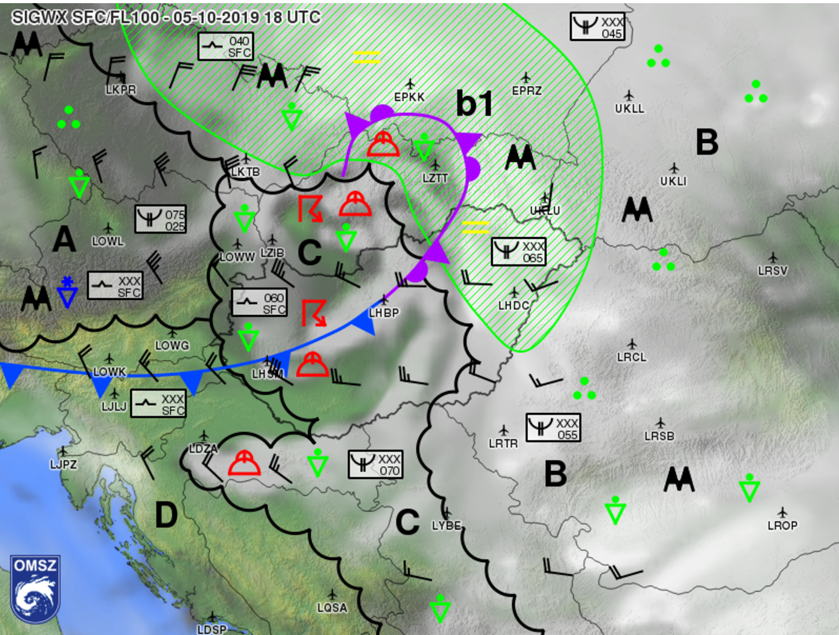 SIGWX SFC/FL100 - 05-10-2019 18 UTC
XXX
045
040
SFC
LKPR
EPKK
EPRZ
b1
UKLL
B
LZTT
LKTB
UKLI
UKLU
075
025
A
LOWL
LOWW
LZIB
C
XXX
065
LRSV
XXX
SFC
060
SFC
LHBP
LHDC
LOWG
LRCL
LOWK
LHSM
LJLJ
XXX
SFC
XXX
055
LDZA
LRTR
LRSB
LJPZ
XXX
070
B
D
C
LYBE
LROP
OMSZ
LQSA
LDSP